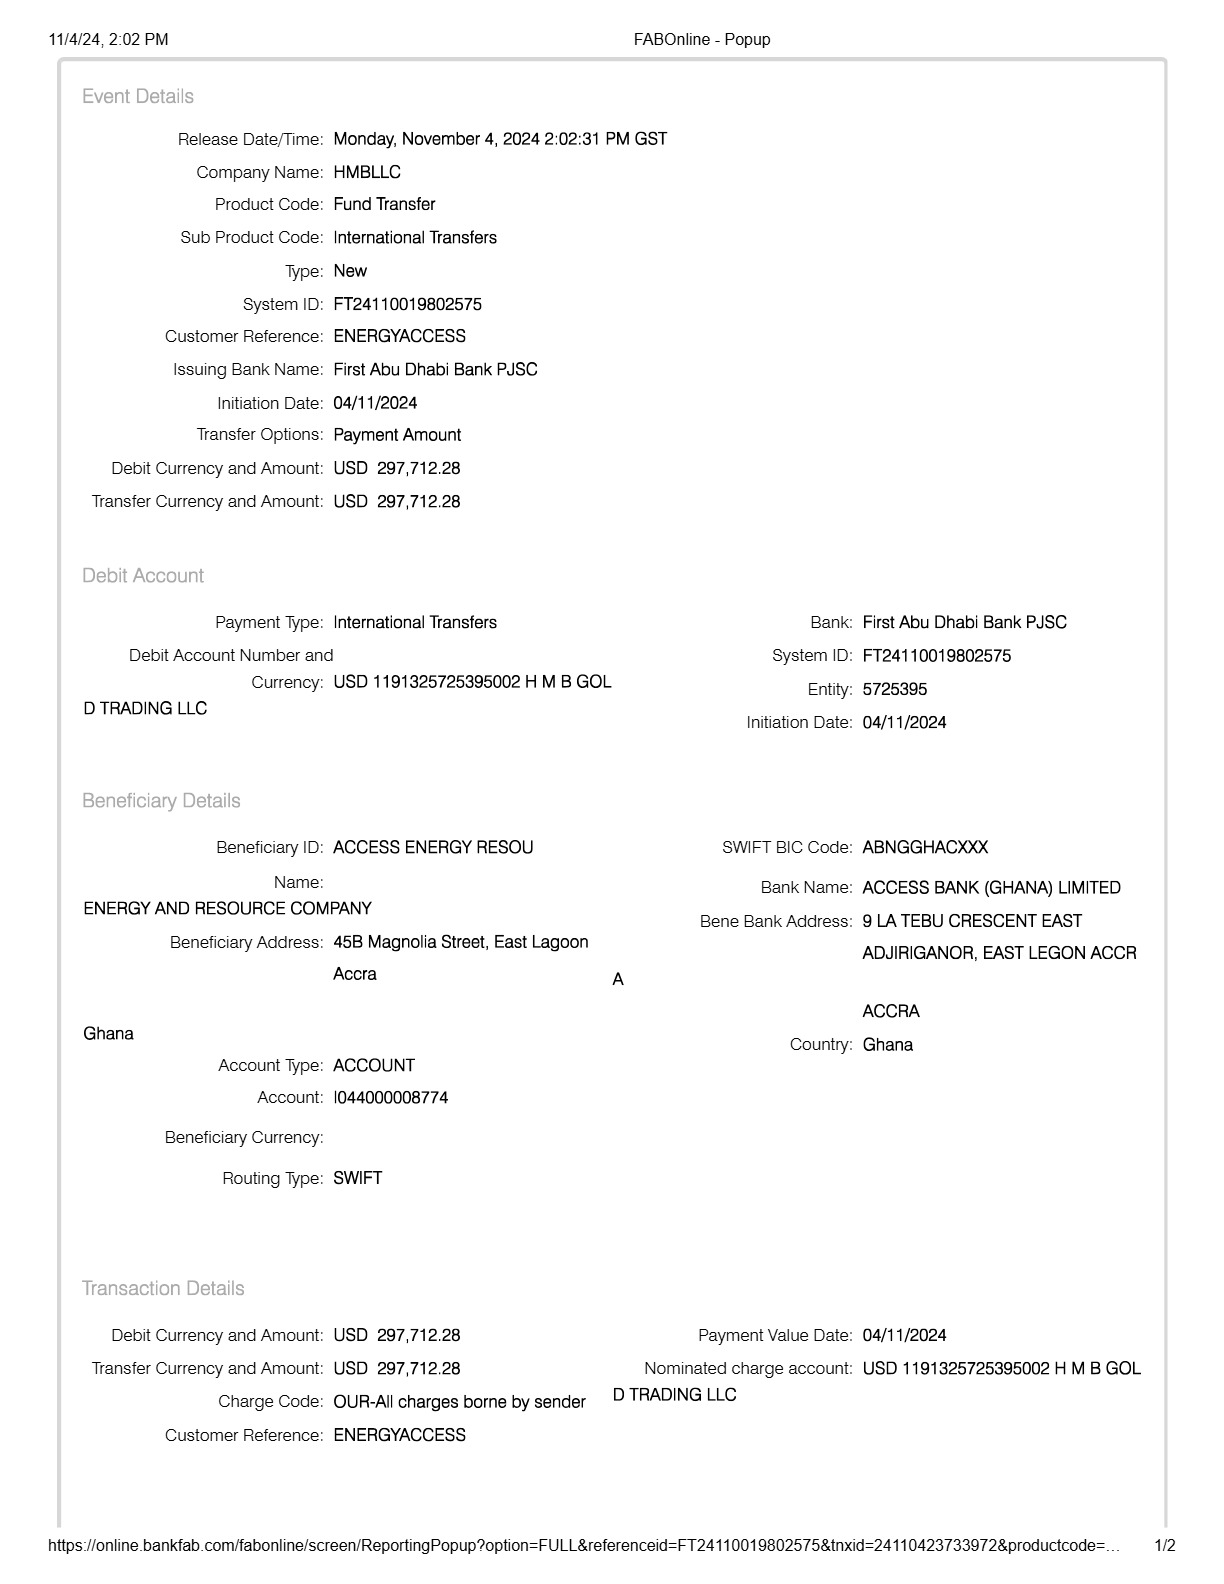 11/4/24, 2:02 PM FABOnline - Popup
Event Details
Release Date/Time: Monday, November 4, 2024 2:02:31 PM GST
Company Name: HMBLLC
Product Code: Fund Transfer
Sub Product Code: International Transfers
Type: New
System ID: FT24110019802575
Customer Reference: ENERGYACCESS
Issuing Bank Name: First Abu Dhabi Bank PJSC
Initiation Date: 04/11/2024
Transfer Options: Payment Amount
Debit Currency and Amount: USD 297,712.28
Transfer Currency and Amount: USD 297,712.28
Debit Account
Payment Type: International Transfers
Debit Account Number and
Currency: USD 1191325725395002 H M B GOL
D TRADING LLC
Bank: First Abu Dhabi Bank PJSC
System ID: FT24110019802575
Entity: 5725395
Initiation Date: 04/11/2024
Beneficiary Details
Beneficiary ID: ACCESS ENERGY RESOU
Name:
ENERGY AND RESOURCE COMPANY
Beneficiary Address: 45B Magnolia Street, East Lagoon
Accra
Ghana
Account Type: ACCOUNT
Account: I044000008774
Beneficiary Currency:
Routing Type: SWIFT
SWIFT BIC Code: ABNGGHACXXX
Bank Name: ACCESS BANK (GHANA) LIMITED
Bene Bank Address: 9 LA TEBU CRESCENT EAST
ADJIRIGANOR, EAST LEGON ACCR
A
ACCRA
Country: Ghana
Transaction Details
Debit Currency and Amount: USD 297,712.28
Transfer Currency and Amount: USD 297,712.28
Charge Code: OUR-All charges borne by sender
Customer Reference: ENERGYACCESS
Payment Value Date: 04/11/2024
Nominated charge account: USD 1191325725395002 H M B GOL
D TRADING LLC
https://online.bankfab.com/fabonline/screen/ReportingPopup?option=FULL&referenceid=FT24110019802575&tnxid=24110423733972&productcode=… 1/2